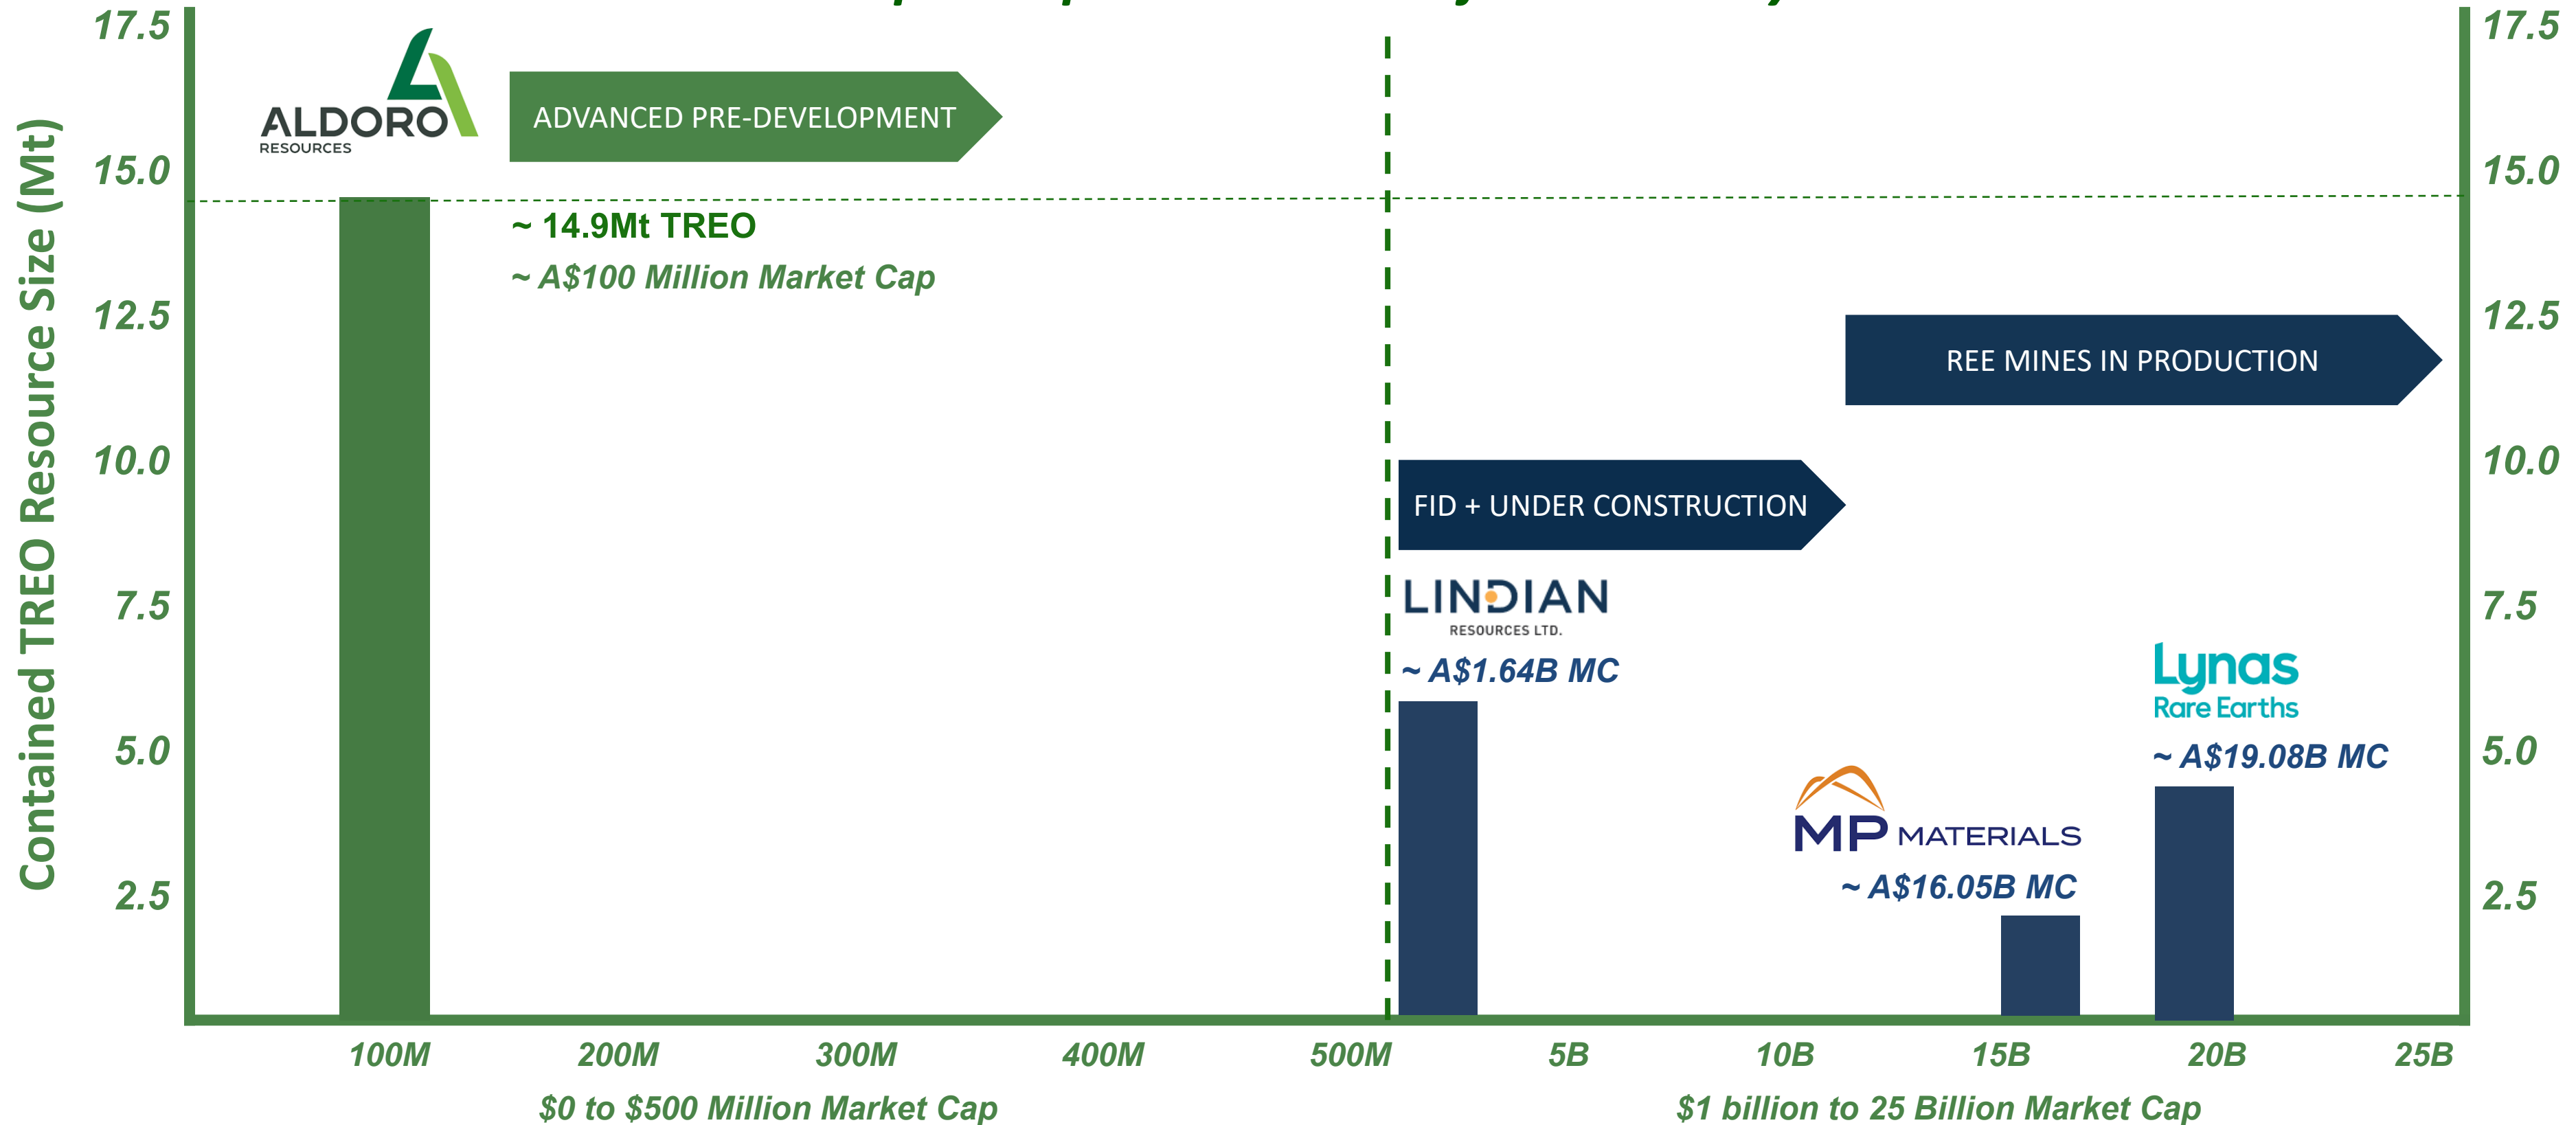 17.5
15.0
12.5
10.0
7.5
5.0
2.5
Contained TREO Resource Size (Mt)
ALDORO
RESOURCES
ADVANCED PRE-DEVELOPMENT
~ 14.9Mt TREO
~ A$100 Million Market Cap
REE MINES IN PRODUCTION
FID + UNDER CONSTRUCTION
LINDIAN
RESOURCES LTD.
~ A$1.64B MC
Lynas
Rare Earths
~ A$19.08B MC
MP MATERIALS
~ A$16.05B MC
17.5
15.0
12.5
10.0
7.5
5.0
2.5
100M 200M 300M 400M 500M 5B 10B 15B 20B 25B
$0 to $500 Million Market Cap
$1 billion to 25 Billion Market Cap